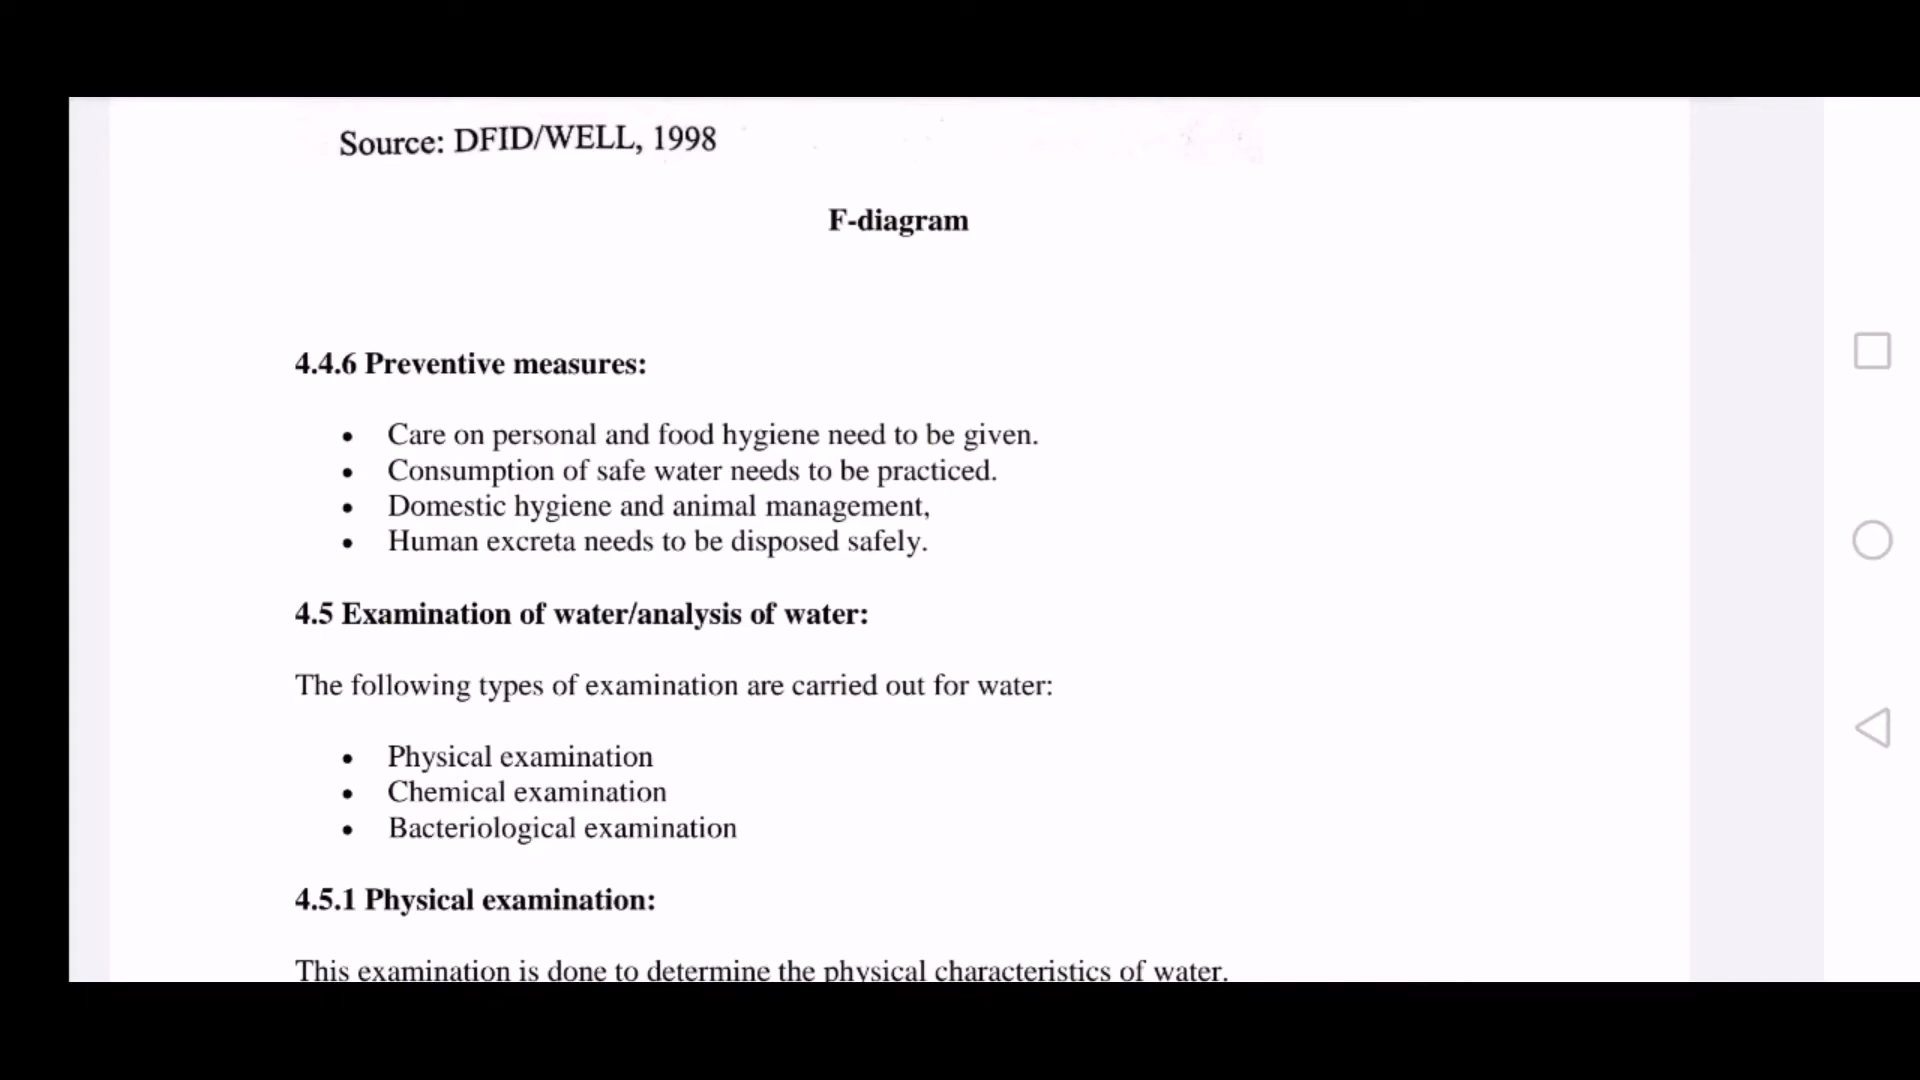 Source: DFID/WELL, 1998
F-diagram
4.4.6 Preventive measures:
• Care on personal and food hygiene need to be given.
• Consumption of safe water needs to be practiced.
• Domestic hygiene and animal management,
• Human excreta needs to be disposed safely.
4.5 Examination of water/analysis of water:
The following types of examination are carried out for water:
• Physical examination
• Chemical examination
• Bacteriological examination
4.5.1 Physical examination:
This examination is done to determine the physical characteristics of water.